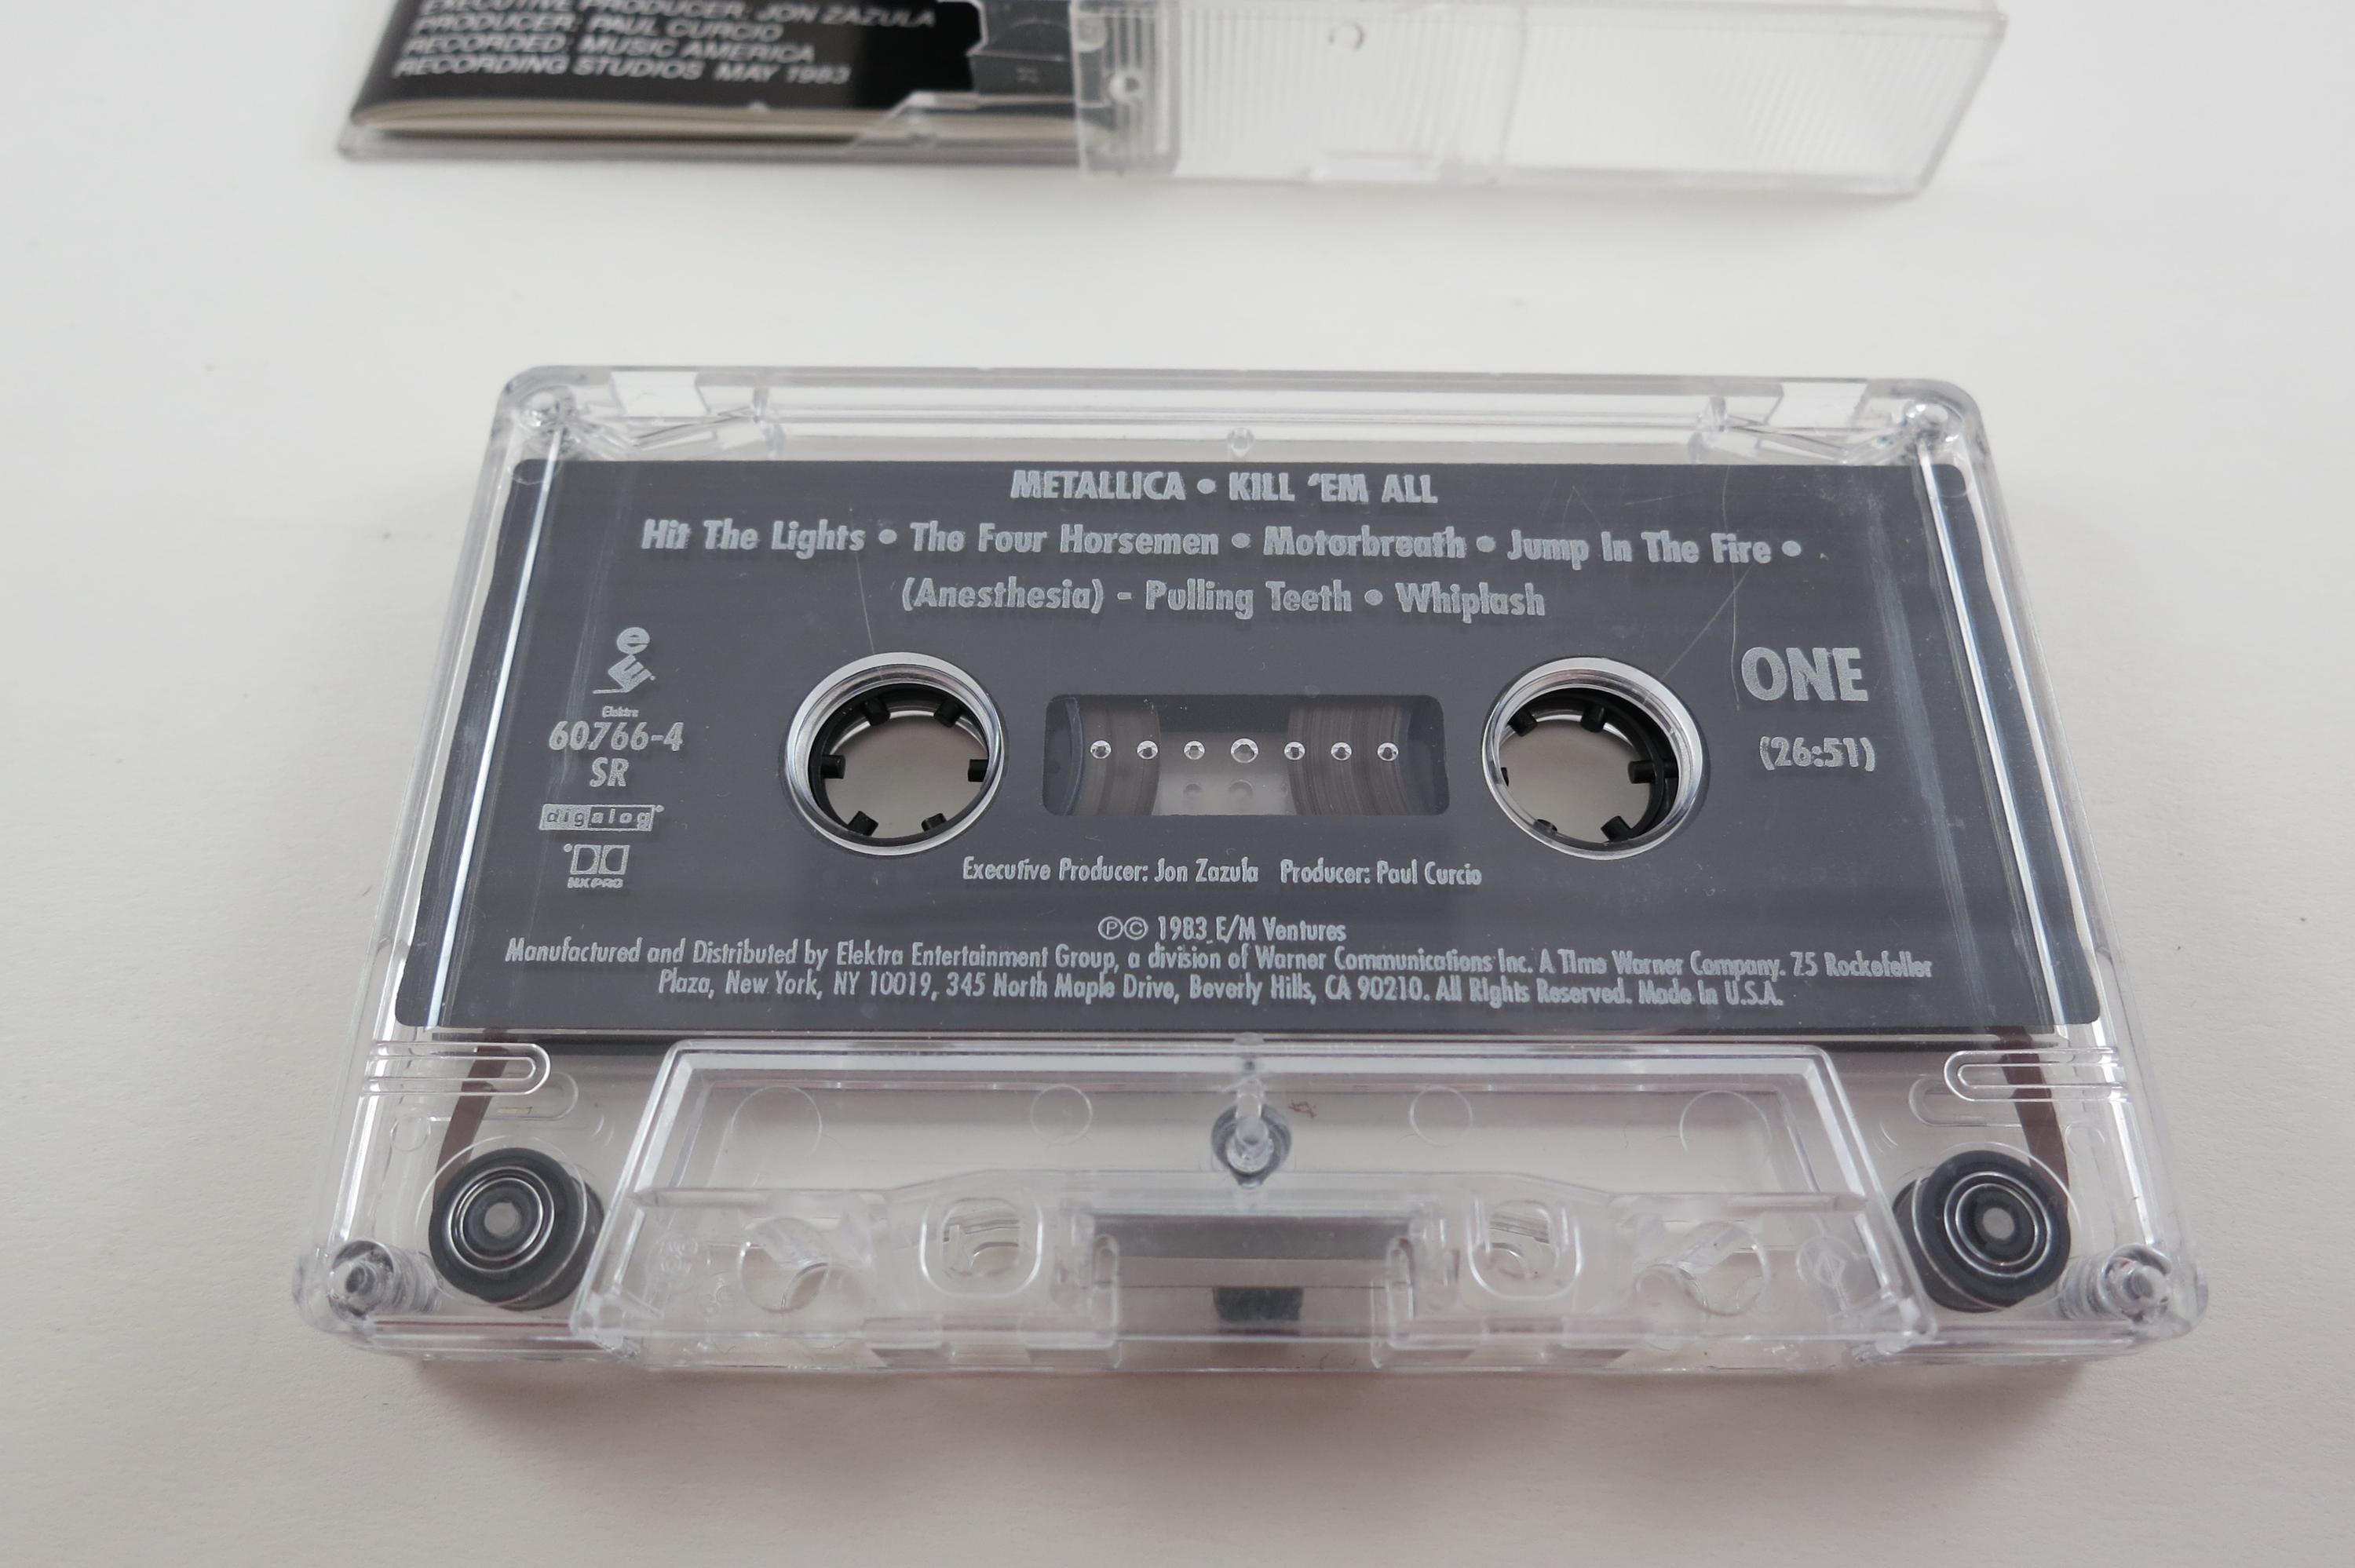 EXECUTIVE PRODUCER: JON ZAZULA
PRODUCER: PAUL CURCIO
RECORDED: MUSIC AMERICA
RECORDING STUDIOS MAY 1983
METALLICA • KILL ‘EM ALL
Hit The Lights • The Four Horsemen • Motorbreath • Jump In The Fire •
(Anesthesia) - Pulling Teeth • Whiplash
e
Elektra
60766-4
SR
digalog
HX PRO
ONE
(26:51)
Executive Producer: Jon Zazula Producer: Paul Curcio
℗© 1983 E/M Ventures
Manufactured and Distributed by Elektra Entertainment Group, a division of Warner Communications Inc. A Time Warner Company. 75 Rockefeller
Plaza, New York, NY 10019, 345 North Maple Drive, Beverly Hills, CA 90210. All Rights Reserved. Made In U.S.A.